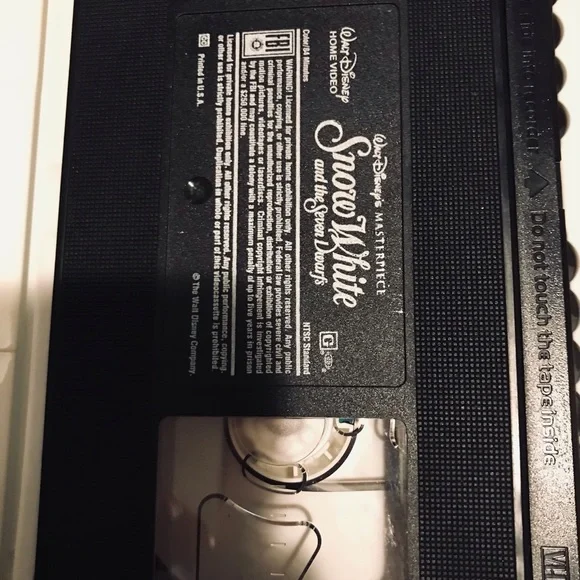 Walt Disney
HOME VIDEO
Walt Disney's MASTERPIECE
Snow White
and the Seven Dwarfs
Color/84 Minutes
NTSC Standard
G
FBI
WARNING! Licensed for private home exhibition only. All other rights reserved. Any public
performance, copying, or other use is strictly prohibited. Federal law provides severe civil and
criminal penalties for the unauthorized reproduction, distribution or exhibition of copyrighted
motion pictures, videotapes or laserdiscs. Criminal copyright infringement is investigated
by the FBI and may constitute a felony with a maximum penalty of up to five years in prison
and/or a $250,000 fine.
Licensed for private home exhibition only. All other rights reserved. Any public performance, copying,
or other use is strictly prohibited. Duplication in whole or part of this videocassette is prohibited.
Printed in U.S.A.
© The Walt Disney Company.
Do not touch the tape inside